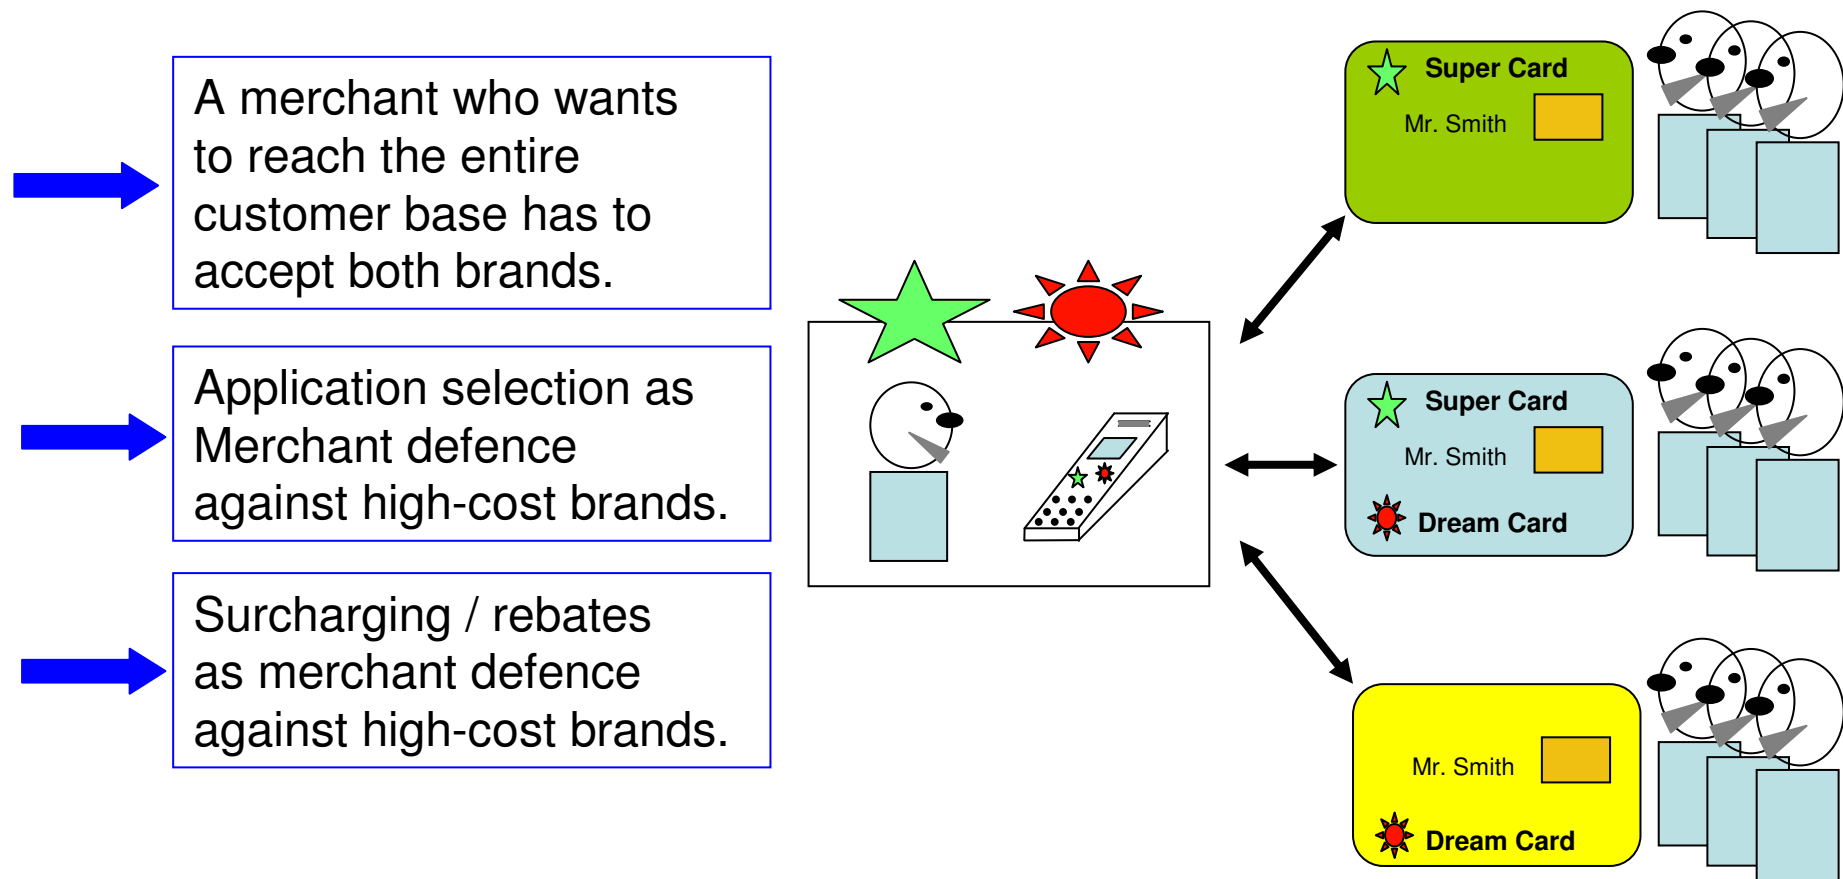 A merchant who wants
to reach the entire
customer base has to
accept both brands.
Application selection as
Merchant defence
against high-cost brands.
Surcharging / rebates
as merchant defence
against high-cost brands.
Super Card
Mr. Smith
Super Card
Mr. Smith
Dream Card
Mr. Smith
Dream Card